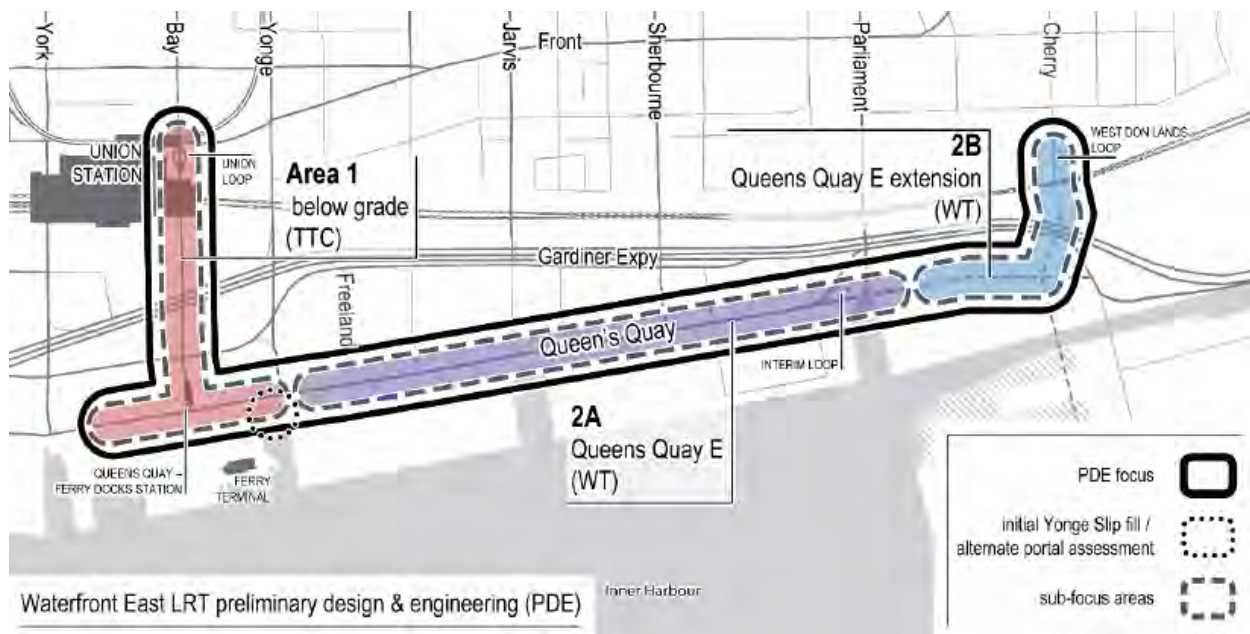 York
Bay
Yonge
Jarvis
Front
Sherbourne
Parliament
Cherry
UNION
STATION
UNION
LOOP
Area 1
below grade
(TTC)
2B
Queens Quay E extension
(WT)
WEST DON LANDS
LOOP
Gardiner Expy
Freeland
Queen's Quay
INTERIM LOOP
2A
Queens Quay E
(WT)
QUEENS QUAY –
FERRY DOCKS STATION
FERRY
TERMINAL
PDE focus
initial Yonge Slip fill /
alternate portal assessment
sub-focus areas
Inner Harbour
Waterfront East LRT preliminary design & engineering (PDE)